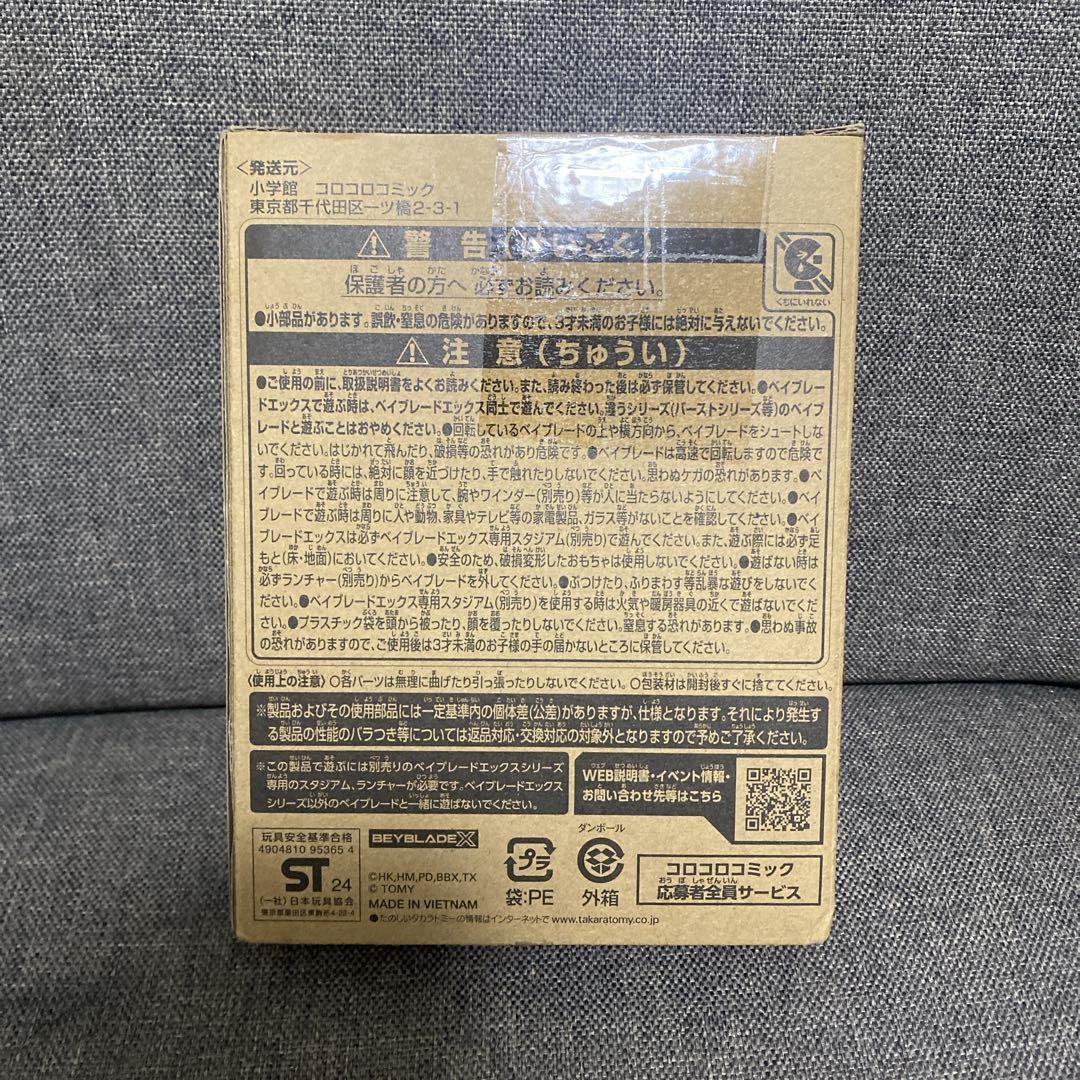 <発送元>
小学館 コロコロコミック
東京都千代田区一ツ橋2-3-1
⚠ 警 告 (けいこく)
保護者の方へ 必ずお読みください。
くちにいれない
●小部品があります。誤飲・窒息の危険がありますので、3才未満のお子様には絶対に与えないでください。
⚠ 注 意 (ちゅうい)
●ご使用の前に、取扱説明書をよくお読みください。また、読み終わった後は必ず保管してください。●ベイブレー
ドエックスで遊ぶ時は、ベイブレードエックス同士で遊んでください。違うシリーズ(バーストシリーズ等)のベイブ
レードと遊ぶことはおやめください。●回転しているベイブレードの上や横方向から、ベイブレードをシュートしな
いでください。はじかれて飛んだり、破損等の恐れがあり危険です。●ベイブレードは高速で回転しますので危険で
す。回っている時には、絶対に顔を近づけたり、手で触れたりしないでください。思わぬケガの恐れがあります。●ベ
イブレードで遊ぶ時は周りに注意して、腕やワインダー(別売り)等が人に当たらないようにしてください。●ベイ
ブレードで遊ぶ時は周りに人や動物、家具やテレビ等の家電製品、ガラス等がないことを確認してください。●ベイ
ブレードエックスは必ずベイブレードエックス専用スタジアム(別売り)で遊んでください。また、遊ぶ際には必ず足
もと(床・地面)においてください。●安全のため、破損変形したおもちゃは使用しないでください。●遊ばない時は
必ずランチャー(別売り)からベイブレードを外してください。●ぶつけたり、ふりまわす等乱暴な遊びをしないでく
ださい。●ベイブレードエックス専用スタジアム(別売り)を使用する時は火気や暖房器具の近くで遊ばないでくださ
い。●プラスチック袋を頭から被ったり、顔を覆ったりしないでください。窒息する恐れがあります。●思わぬ事故
の恐れがありますので、ご使用後は3才未満のお子様の手の届かないところに保管してください。
〈使用上の注意〉○各パーツは無理に曲げたり引っ張ったりしないでください。○包装材は開封後すぐに捨ててください。
※製品およびその使用部品には一定基準内の個体差(公差)がありますが、仕様となります。それにより発生す
る製品の性能のバラつき等については返品対応・交換対応の対象外となりますので予めご了承ください。
※この製品で遊ぶには別売りのベイブレードエックスシリーズ
専用のスタジアム、ランチャーが必要です。ベイブレードエックス
シリーズ以外のベイブレードと一緒に遊ばないでください。
WEB説明書・イベント情報・
お問い合わせ先等はこちら
玩具安全基準合格
4904810 95365 4
ST 24
(一社)日本玩具協会
東京都墨田区東駒形4-22-4
BEYBLADE X
©HK,HM,PD,BBX,TX
© TOMY
MADE IN VIETNAM
プラ
袋:PE
ダンボール
外箱
コロコロコミック
応募者全員サービス
●たのしいタカラトミーの情報はインターネットで www.takaratomy.co.jp